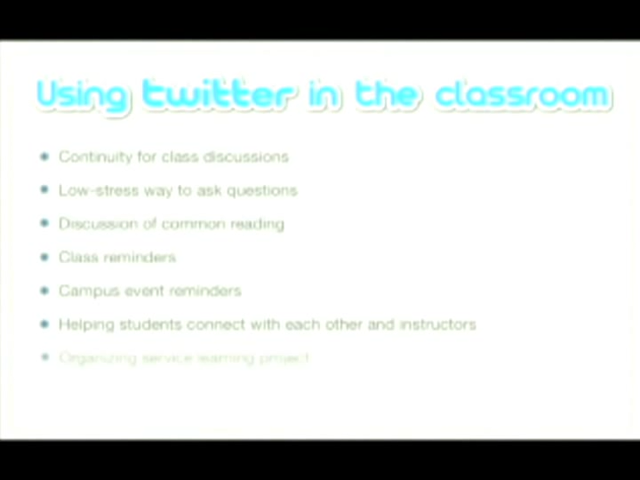 Using twitter in the classroom
Continuity for class discussions
Low-stress way to ask questions
Discussion of common reading
Class reminders
Campus event reminders
Helping students connect with each other and instructors
Organizing service learning project